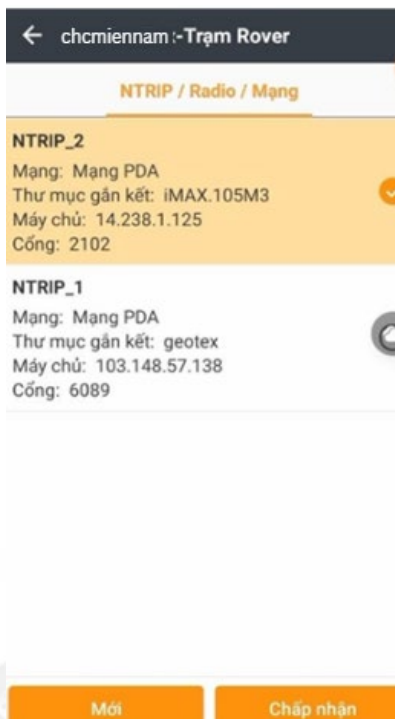 ← chcmiennam :-Trạm Rover
NTRIP / Radio / Mạng
NTRIP_2
Mạng: Mạng PDA
Thư mục gắn kết: iMAX.105M3
Máy chủ: 14.238.1.125
Cổng: 2102
NTRIP_1
Mạng: Mạng PDA
Thư mục gắn kết: geotex
Máy chủ: 103.148.57.138
Cổng: 6089
Mới
Chấp nhận